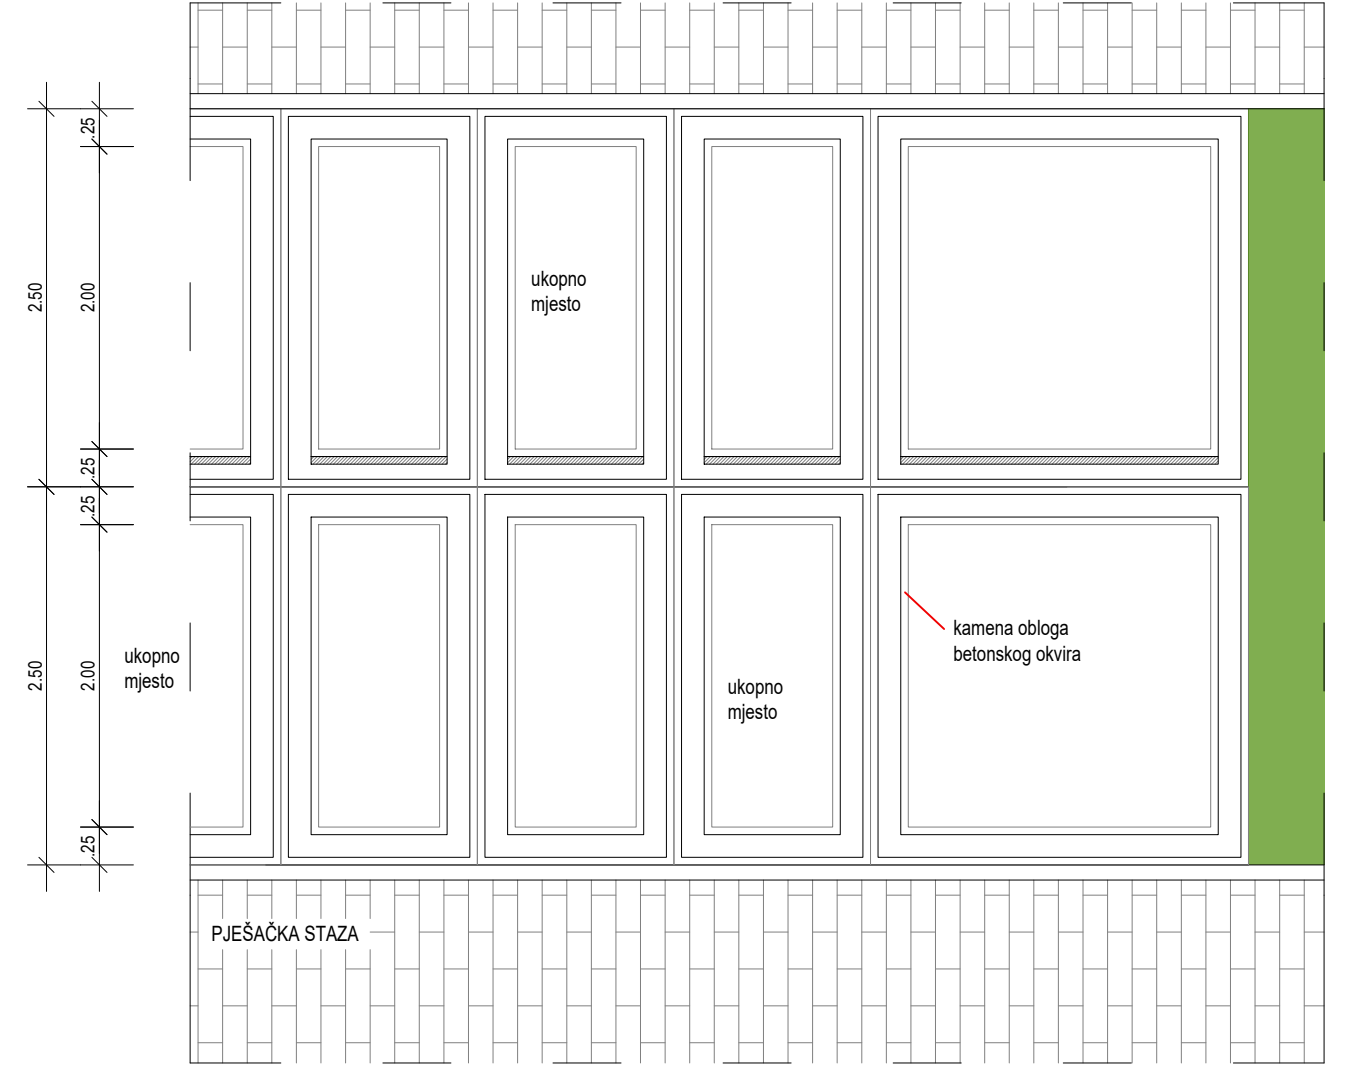 .25
2.50
2.00
ukopno
mjesto
.25
.25
kamena obloga
betonskog okvira
2.50
2.00
ukopno
mjesto
ukopno
mjesto
.25
PJEŠAČKA STAZA